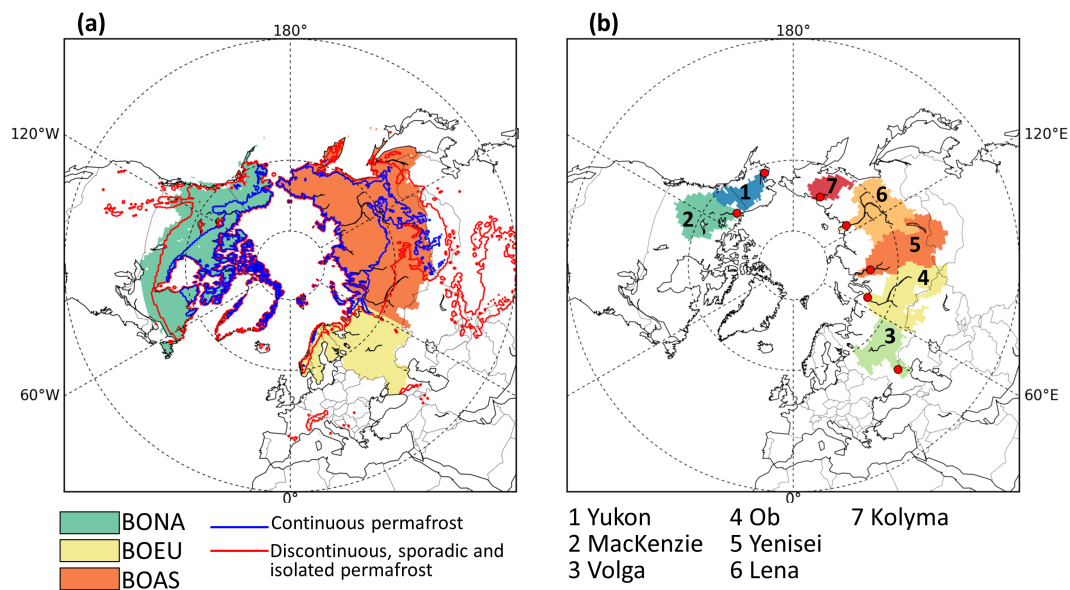 (a)
(b)
180°
180°
120°W
120°E
1
7
6
2
5
4
3
60°W
60°E
0°
0°
BONA
Continuous permafrost
BOEU
Discontinuous, sporadic and
isolated permafrost
BOAS
1 Yukon
4 Ob
7 Kolyma
2 MacKenzie
5 Yenisei
3 Volga
6 Lena